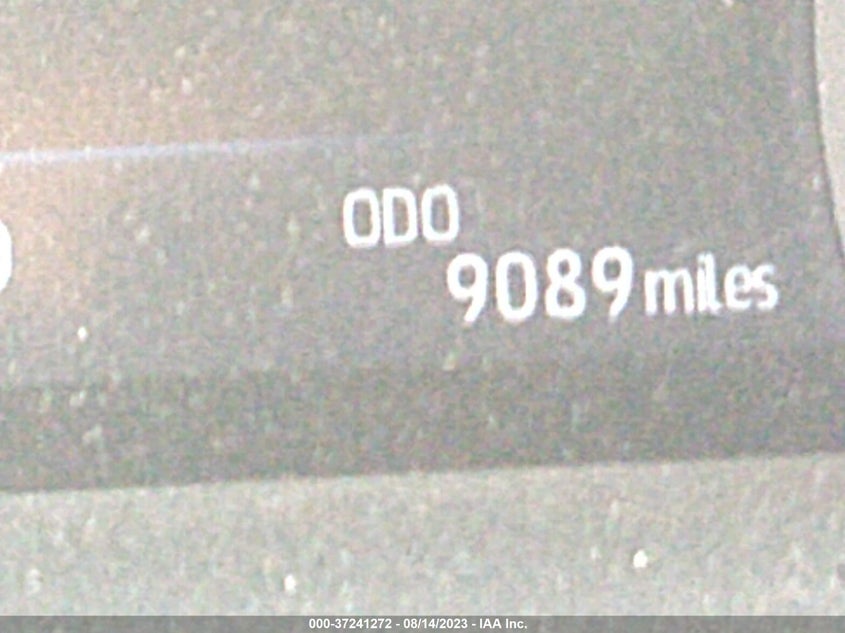 ODO
9089 miles
000-37241272 - 08/14/2023 - IAA Inc.